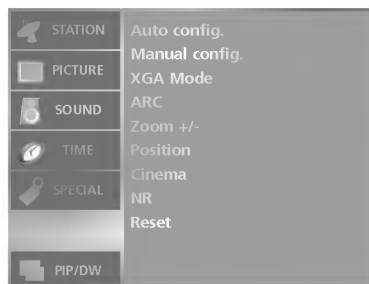 STATION
PICTURE
SOUND
TIME
SPECIAL
PIP/DW
Auto config.
Manual config.
XGA Mode
ARC
Zoom +/-
Position
Cinema
NR
Reset